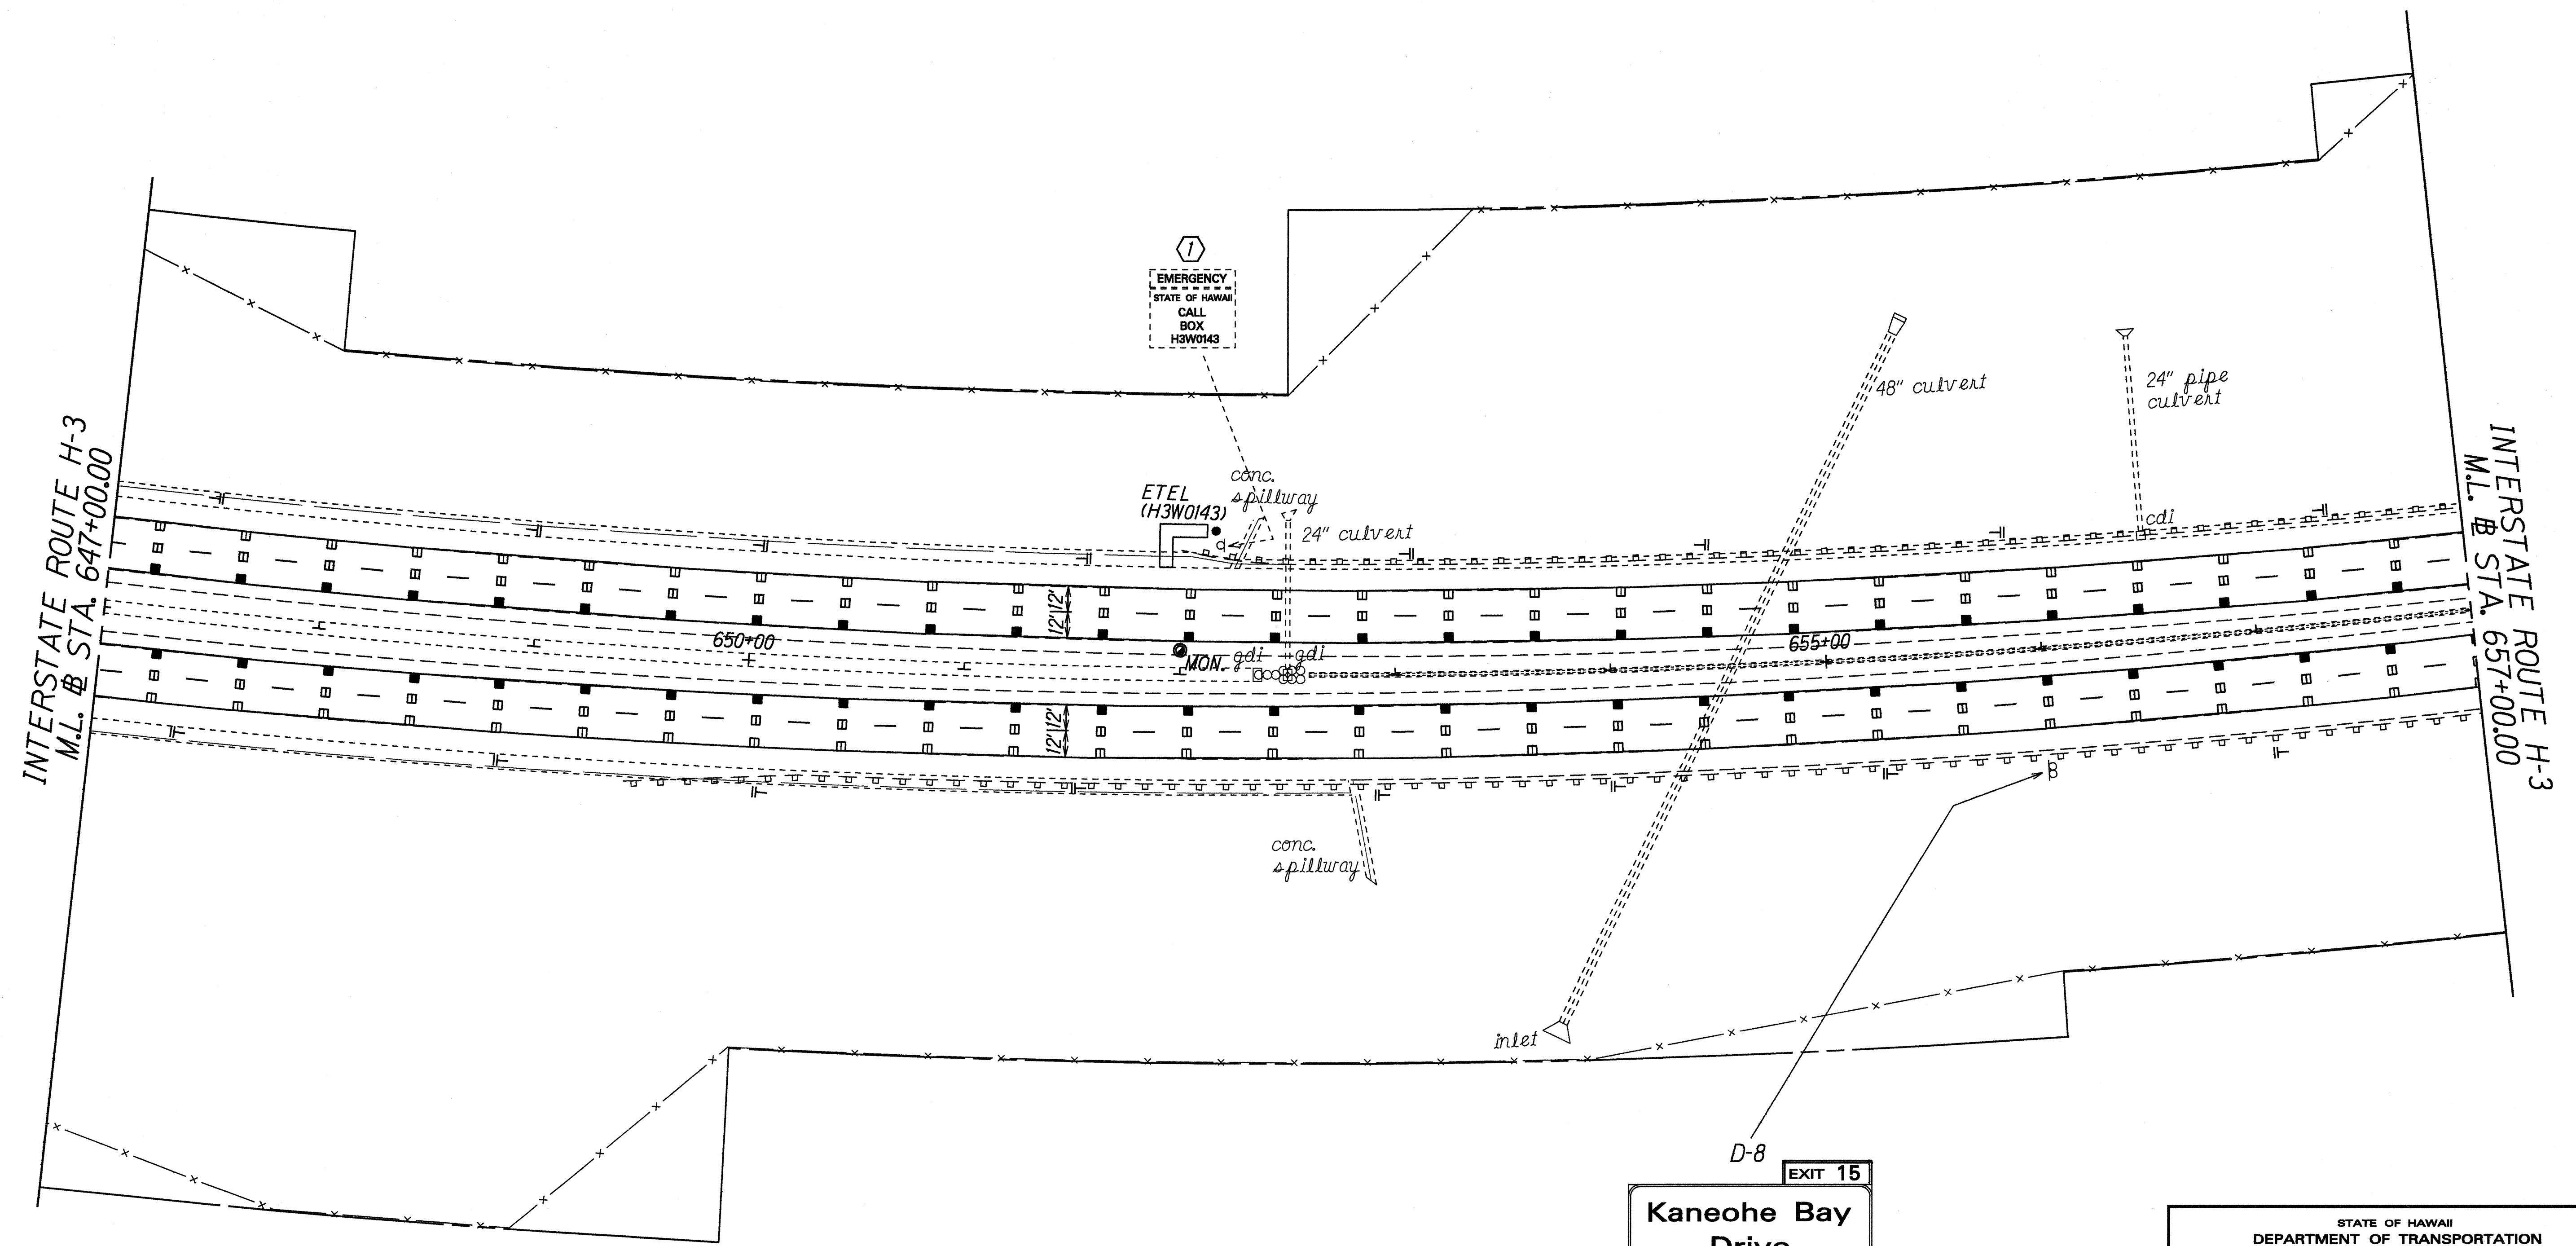 1
EMERGENCY
STATE OF HAWAII
CALL
BOX
H3W0143
48" culvert
24" pipe
culvert
INTERSTATE ROUTE H-3
M.L. B STA. 647+00.00
INTERSTATE ROUTE H-3
M.L. B STA. 657+00.00
ETEL
(H3W0143)
conc.
spillway
24" culvert
cdi
12' 12'
650+00
MON.
gdi
gdi
655+00
12' 12'
conc.
spillway
inlet
D-8
EXIT 15
Kaneohe Bay
Drive
STATE OF HAWAII
DEPARTMENT OF TRANSPORTATION